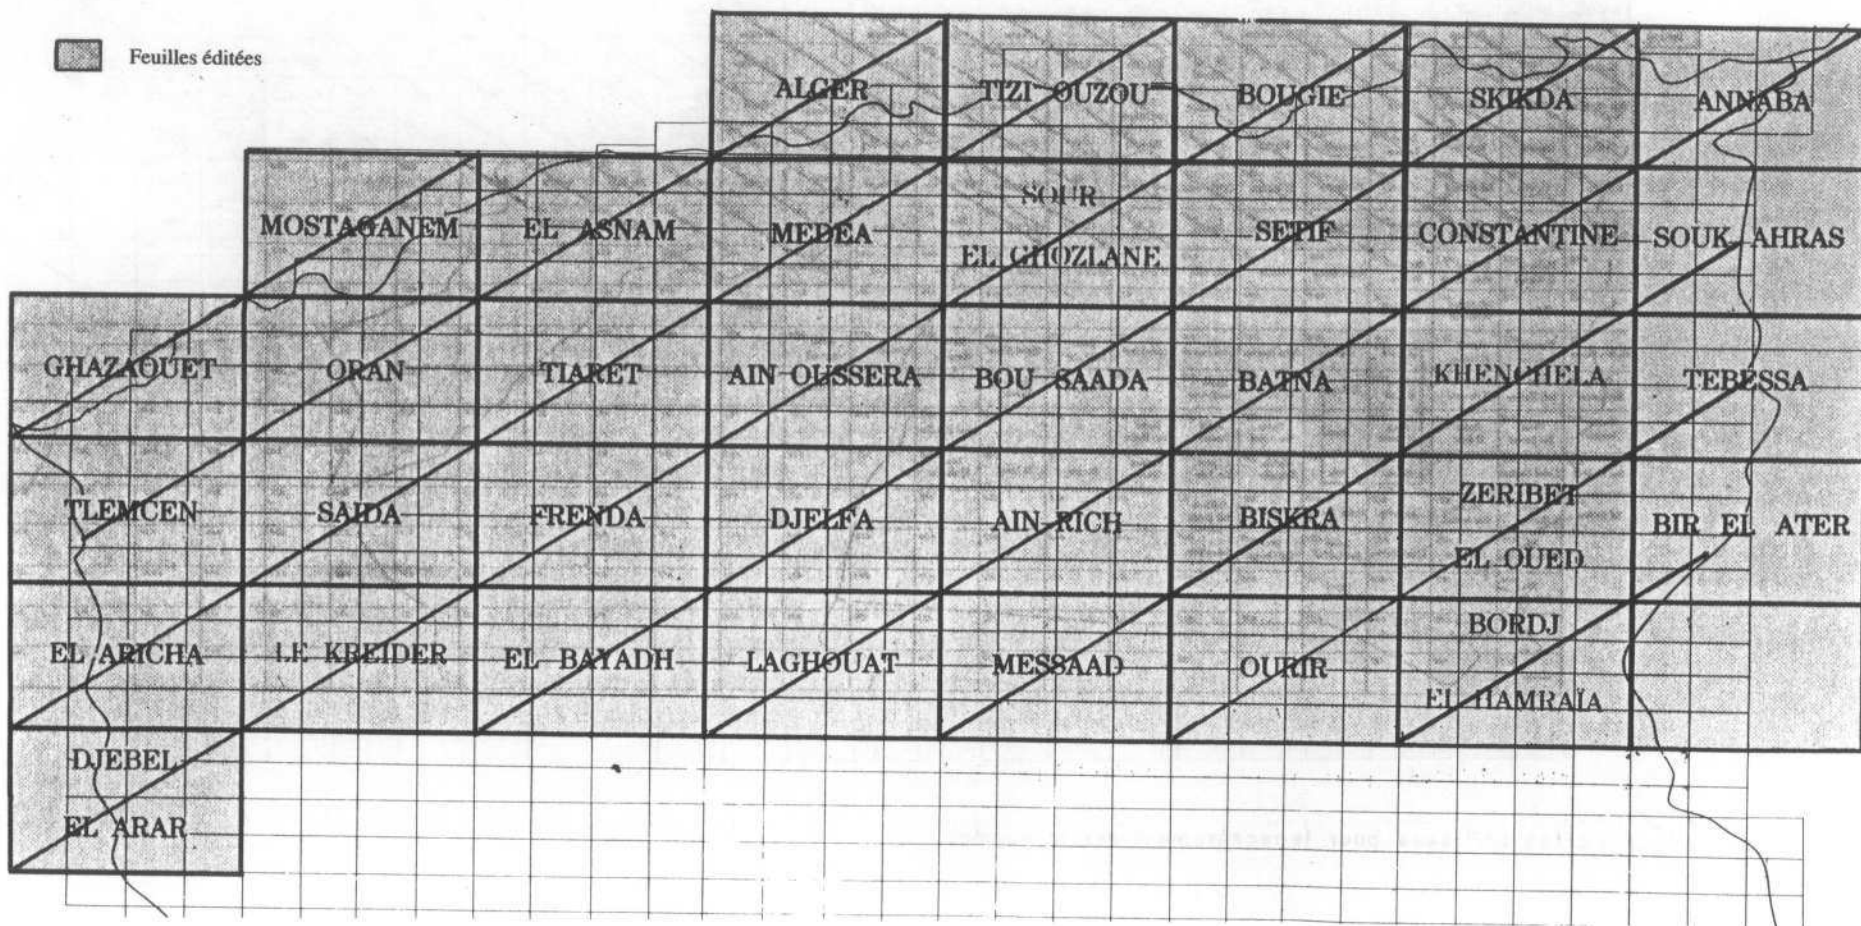 Feuilles éditées
ALGER
TIZI OUZOU
BOUGIE
SKIKDA
ANNABA
MOSTAGANEM
EL ASNAM
MEDEA
SOUR
EL GHOZLANE
SETIF
CONSTANTINE
SOUK AHRAS
GHAZAOUET
ORAN
TIARET
AIN OUSSERA
BOU SAADA
BATNA
KHENCHELA
TEBESSA
TLEMCEN
SAIDA
FRENDA
DJELFA
AIN RICH
BISKRA
ZERIBET
EL OUED
BIR EL ATER
EL ARICHA
LE KREIDER
EL BAYADH
LAGHOUAT
MESSAAD
OURIR
BORDJ
EL HAMRAÏA
DJEBEL
EL ARAR